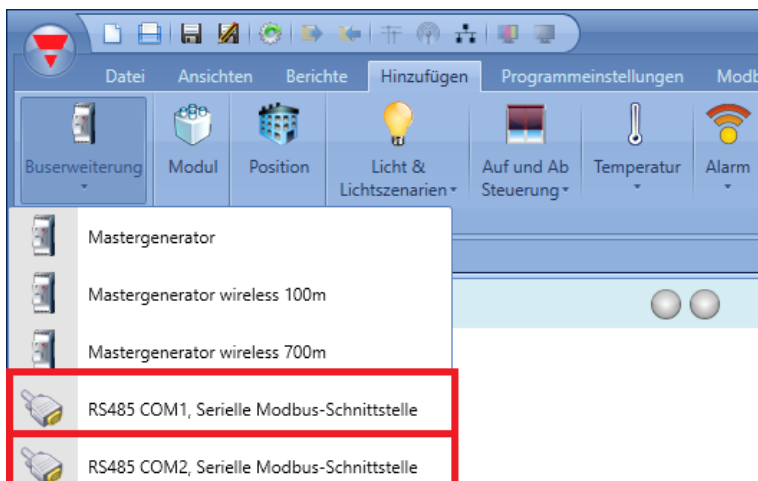 Datei Ansichten Berichte Hinzufügen Programmeinstellungen
Buserweiterung Modul Position Licht & Auf und Ab Temperatur Alarm
Lichtszenarien Steuerung
Mastergenerator
Mastergenerator wireless 100m
Mastergenerator wireless 700m
RS485 COM1, Serielle Modbus-Schnittstelle
RS485 COM2, Serielle Modbus-Schnittstelle